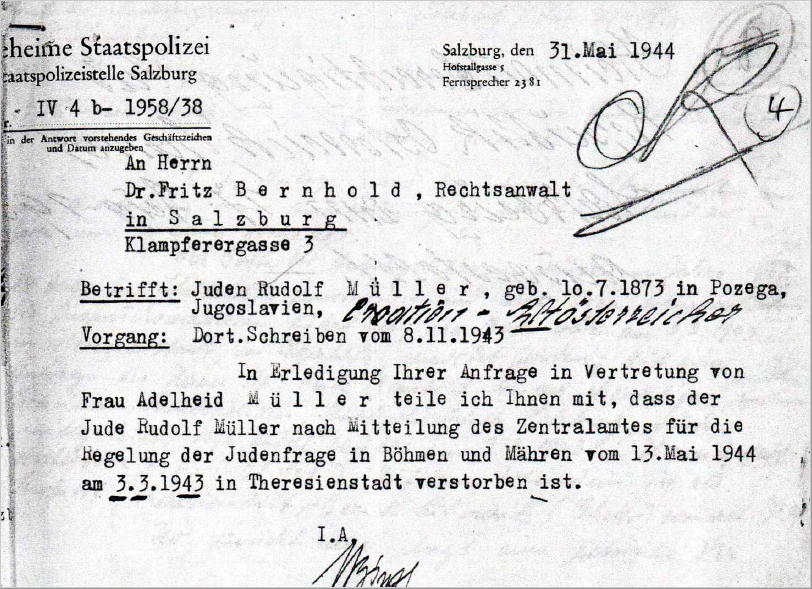 heime Staatspolizei
taatspolizeistelle Salzburg
Salzburg, den 31.Mai 1944
Hofstallgasse 5
Fernsprecher 2381
r. - IV 4 b- 1958/38
in der Antwort vorstehendes Geschäftszeichen
und Datum anzugeben
4
An Herrn
Dr.Fritz B e r n h o l d , Rechtsanwalt
in S a l z b u r g
Klampferergasse 3
Betrifft: Juden Rudolf M ü l l e r , geb. 1o.7.1873 in Pozega,
Jugoslavien, Croatien - Altösterreicher
Vorgang: Dort.Schreiben vom 8.11.1943
In Erledigung Ihrer Anfrage in Vertretung von
Frau Adelheid M ü l l e r teile ich Ihnen mit, dass der
Jude Rudolf Müller nach Mitteilung des Zentralamtes für die
Regelung der Judenfrage in Böhmen und Mähren vom 13.Mai 1944
am 3.3.1943 in Theresienstadt verstorben ist.
I.A.